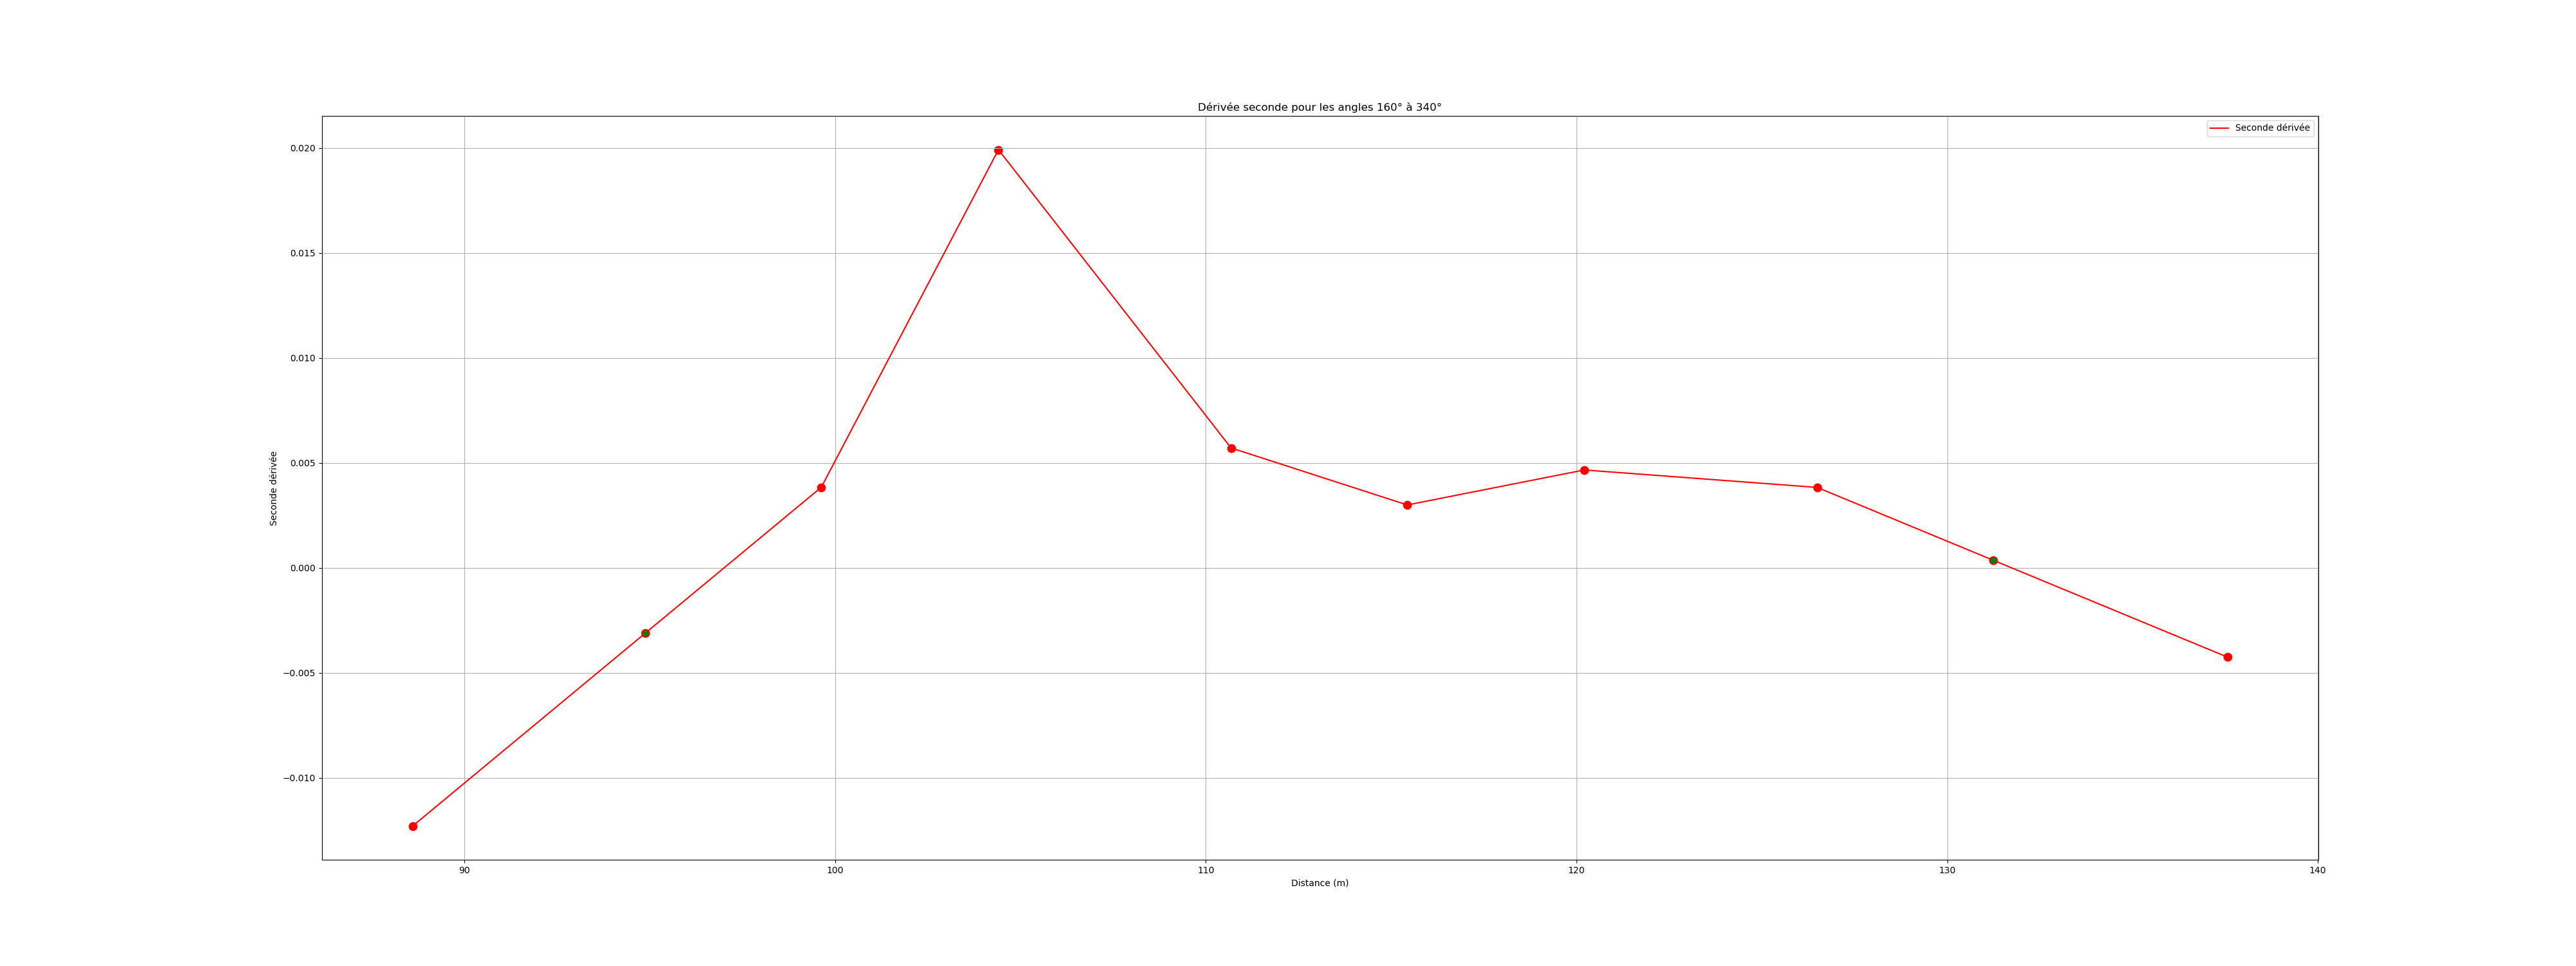 Dérivée seconde pour les angles 160° à 340°
Seconde dérivée
0.020
0.015
0.010
0.005
0.000
−0.005
−0.010
Seconde dérivée
90 100 110 120 130 140
Distance (m)